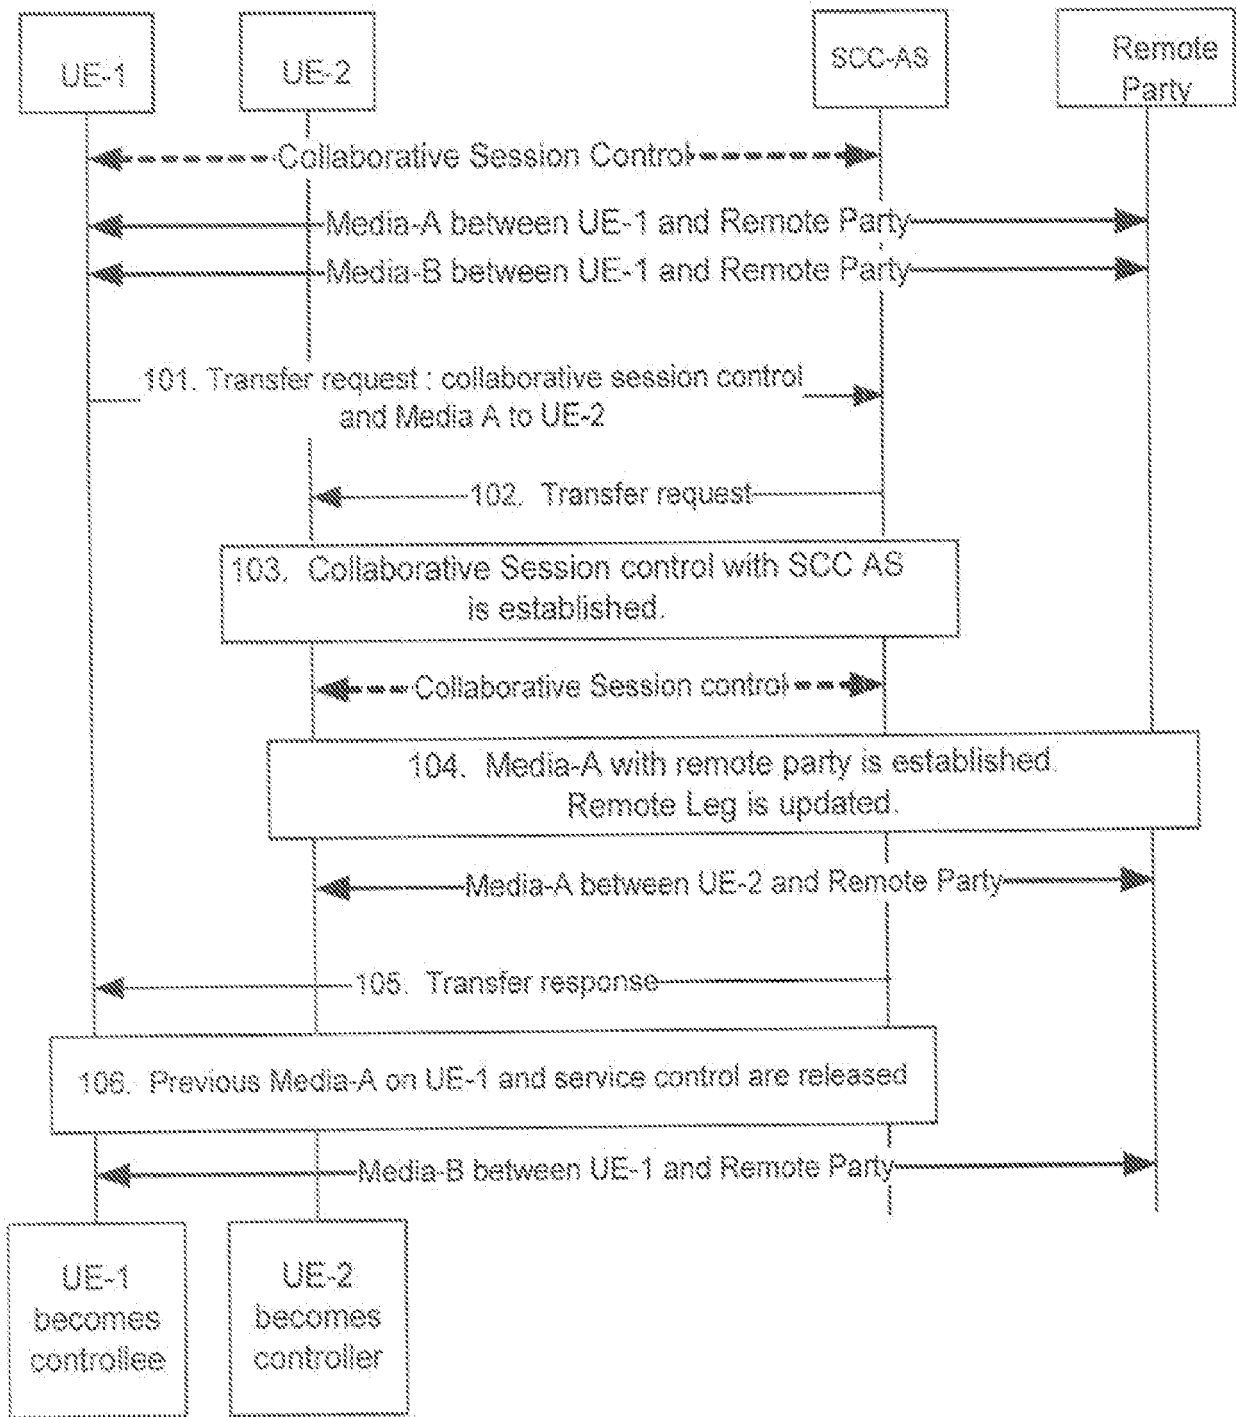 UE-1
UE-2
SCC-AS
Remote
Party
Collaborative Session Control
Media-A between UE-1 and Remote Party
Media-B between UE-1 and Remote Party
101. Transfer request : collaborative session control
and Media A to UE-2
102. Transfer request
103. Collaborative Session control with SCC AS
is established.
Collaborative Session control
104. Media-A with remote party is established.
Remote Leg is updated.
Media-A between UE-2 and Remote Party
105. Transfer response
106. Previous Media-A on UE-1 and service control are released
Media-B between UE-1 and Remote Party
UE-1
becomes
controllee
UE-2
becomes
controller